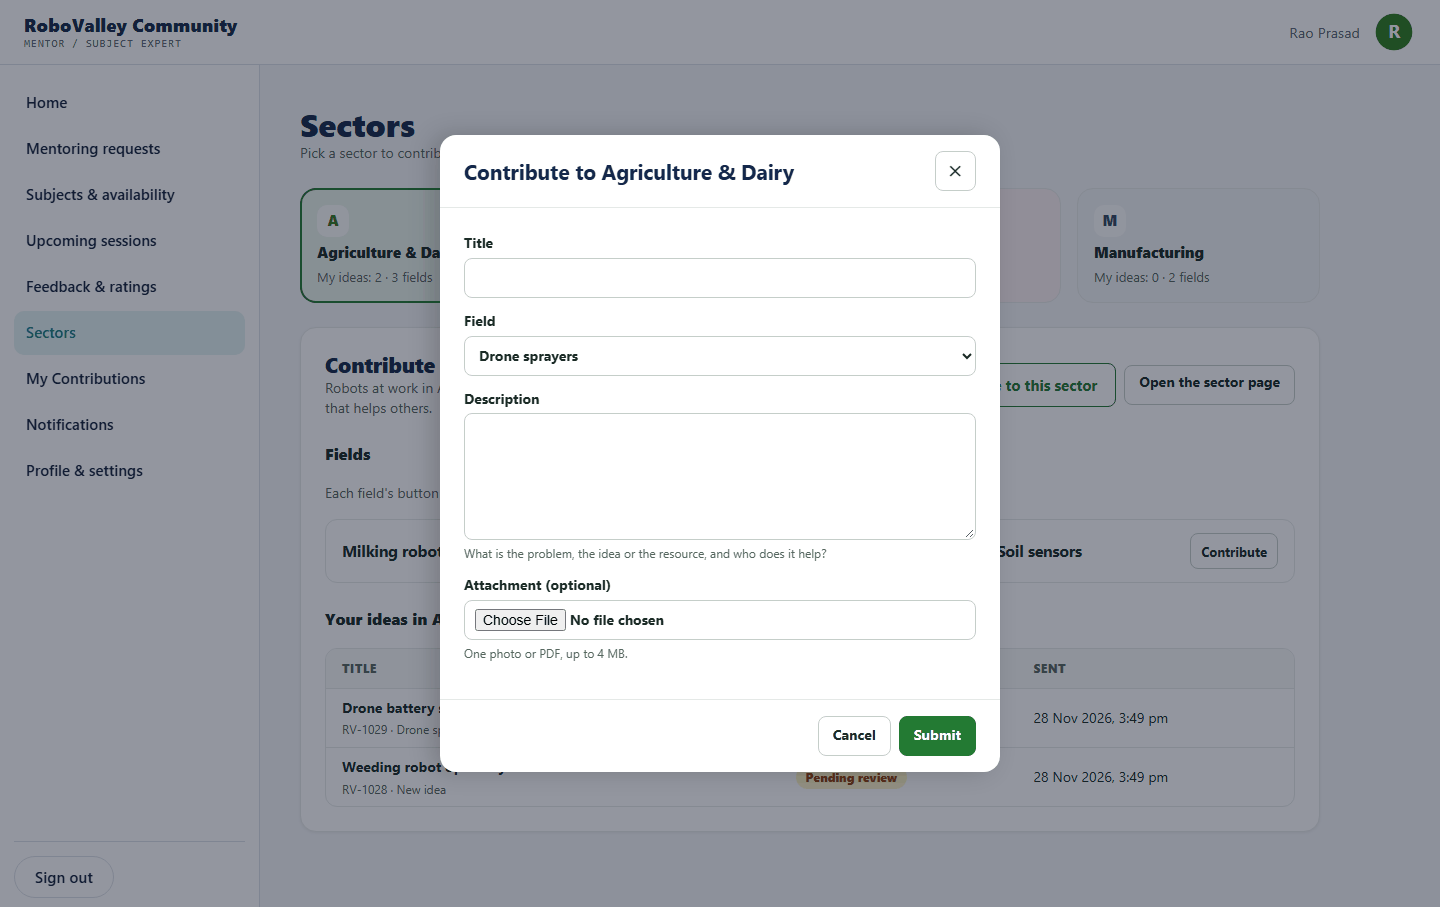 RoboValley Community
MENTOR / SUBJECT EXPERT
Rao Prasad
R
Home
Mentoring requests
Subjects & availability
Upcoming sessions
Feedback & ratings
Sectors
My Contributions
Notifications
Profile & settings
Sign out
Sectors
Pick a sector to
A
Agriculture &
My ideas: 2 · 3 fields
M
Manufacturing
My ideas: 0 · 2 fields
Contribute
Robots at work in
that helps others.
to this sector
Open the sector page
Fields
Each field's button
Milking
Soil sensors
Contribute
Your ideas in
TITLE
SENT
Drone battery
RV-1029 · Drone
28 Nov 2026, 3:49 pm
Weeding robot
RV-1028 · New idea
Pending review
28 Nov 2026, 3:49 pm
Contribute to Agriculture & Dairy
Title
Field
Drone sprayers
Description
What is the problem, the idea or the resource, and who does it help?
Attachment (optional)
Choose File No file chosen
One photo or PDF, up to 4 MB.
Cancel
Submit